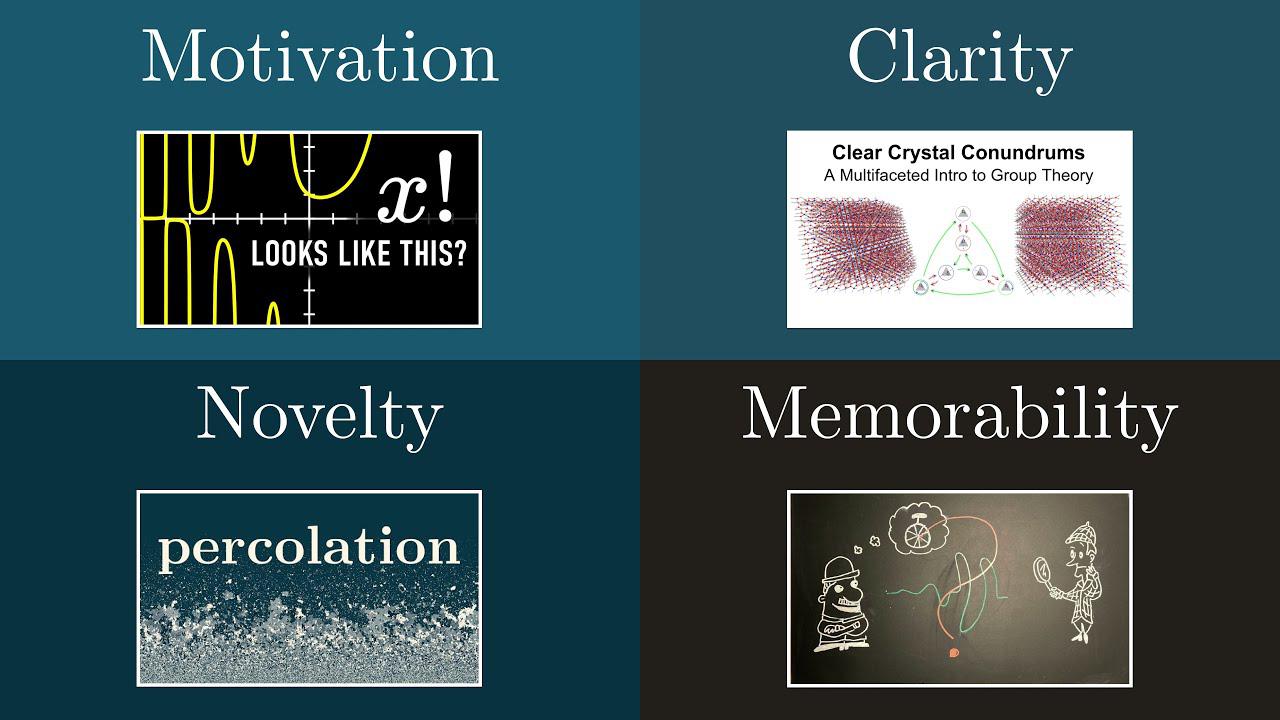 Motivation
x!
LOOKS LIKE THIS?
Clarity
Clear Crystal Conundrums
A Multifaceted Intro to Group Theory
Novelty
percolation
Memorability